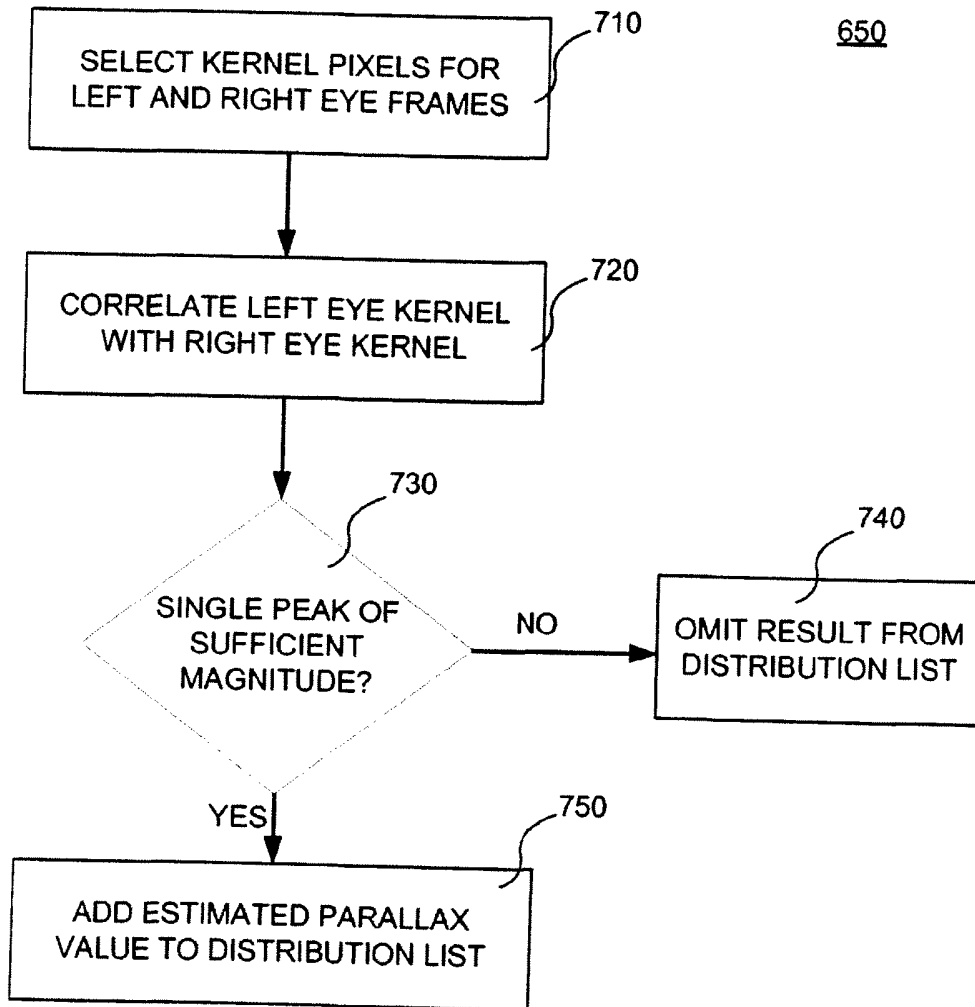 710
650
SELECT KERNEL PIXELS FOR
LEFT AND RIGHT EYE FRAMES
720
CORRELATE LEFT EYE KERNEL
WITH RIGHT EYE KERNEL
730
SINGLE PEAK OF
SUFFICIENT
MAGNITUDE?
NO
740
OMIT RESULT FROM
DISTRIBUTION LIST
YES
750
ADD ESTIMATED PARALLAX
VALUE TO DISTRIBUTION LIST